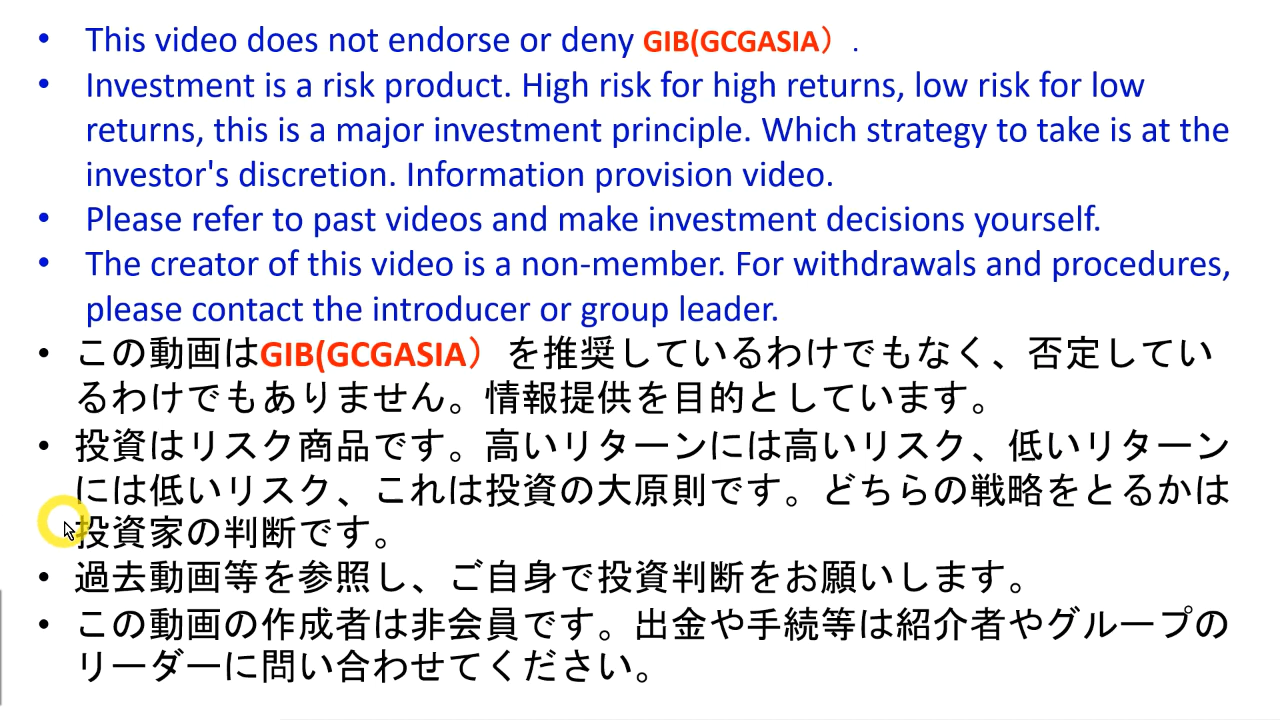 • This video does not endorse or deny GIB(GCGASIA）.
• Investment is a risk product. High risk for high returns, low risk for low
returns, this is a major investment principle. Which strategy to take is at the
investor's discretion. Information provision video.
• Please refer to past videos and make investment decisions yourself.
• The creator of this video is a non-member. For withdrawals and procedures,
please contact the introducer or group leader.
• この動画はGIB(GCGASIA）を推奨しているわけでもなく、否定してい
るわけでもありません。情報提供を目的としています。
• 投資はリスク商品です。高いリターンには高いリスク、低いリターン
には低いリスク、これは投資の大原則です。どちらの戦略をとるかは
投資家の判断です。
• 過去動画等を参照し、ご自身で投資判断をお願いします。
• この動画の作成者は非会員です。出金や手続等は紹介者やグループの
リーダーに問い合わせてください。